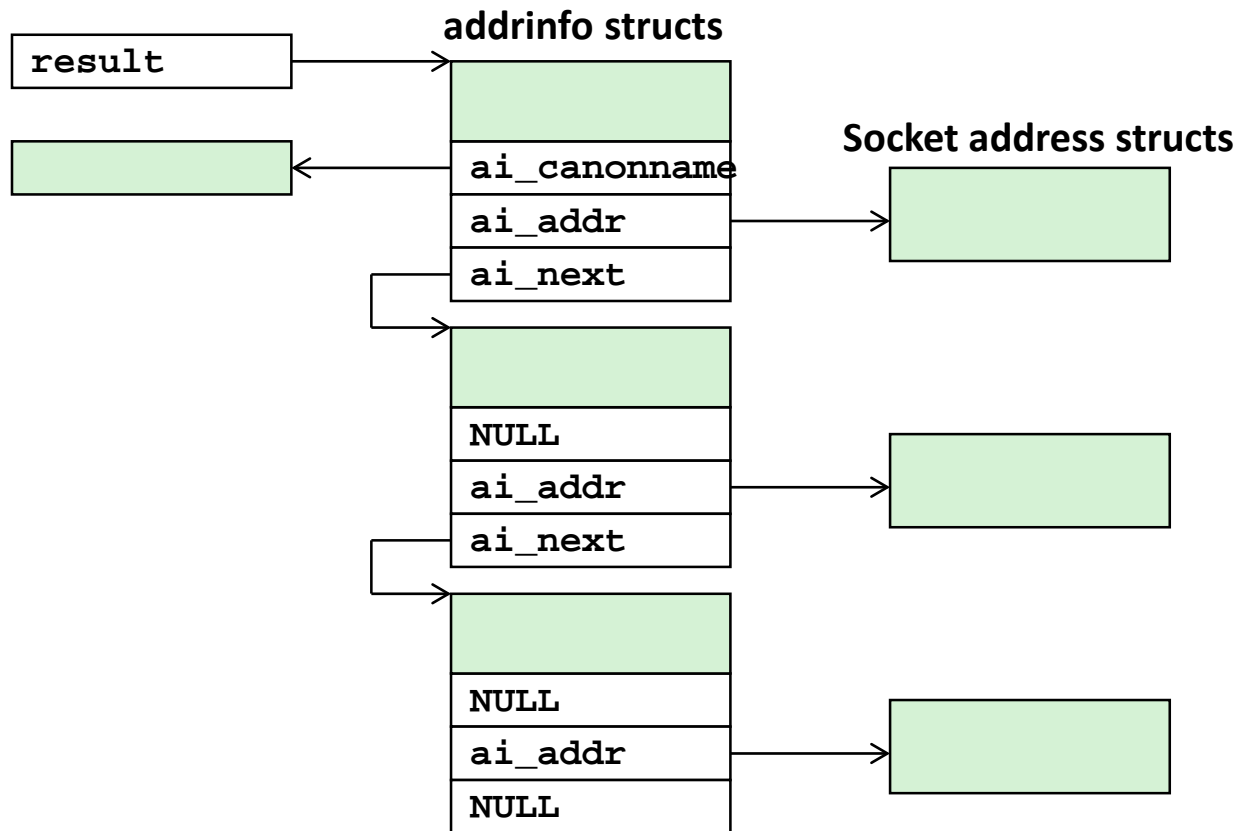 addrinfo structs
result
ai_canonname
Socket address structs
ai_addr
ai_next
NULL
ai_addr
ai_next
NULL
ai_addr
NULL